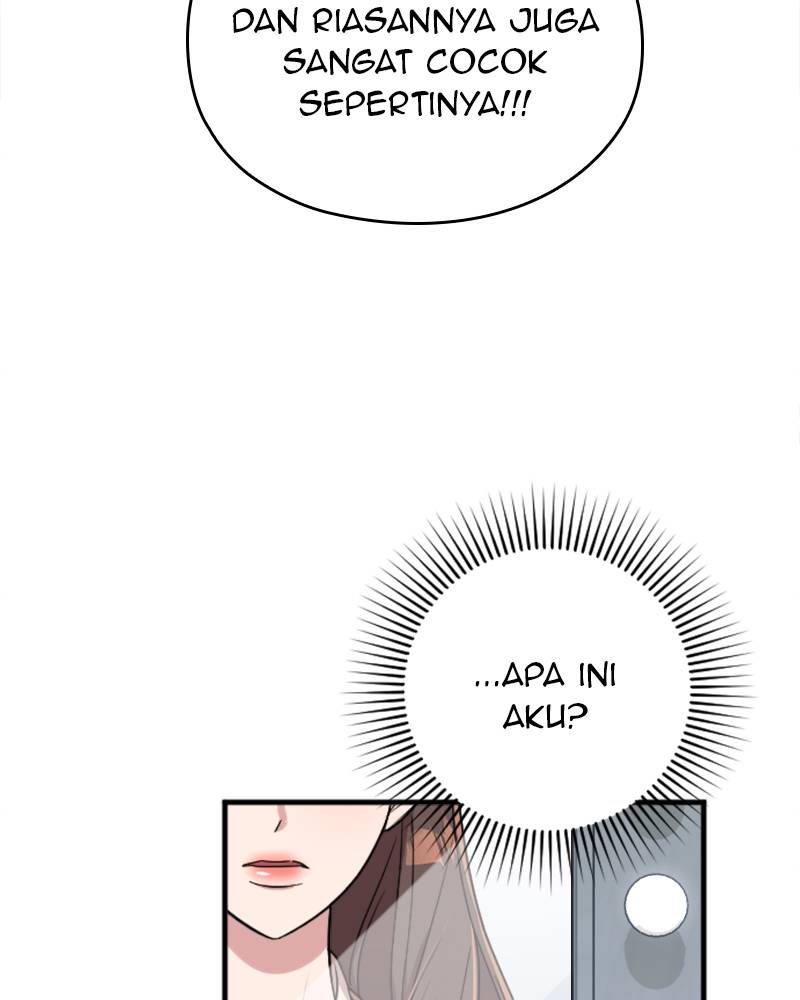 DAN RIASANNYA JUGA
SANGAT COCOK
SEPERTINYA!!!
...APA INI
AKU?